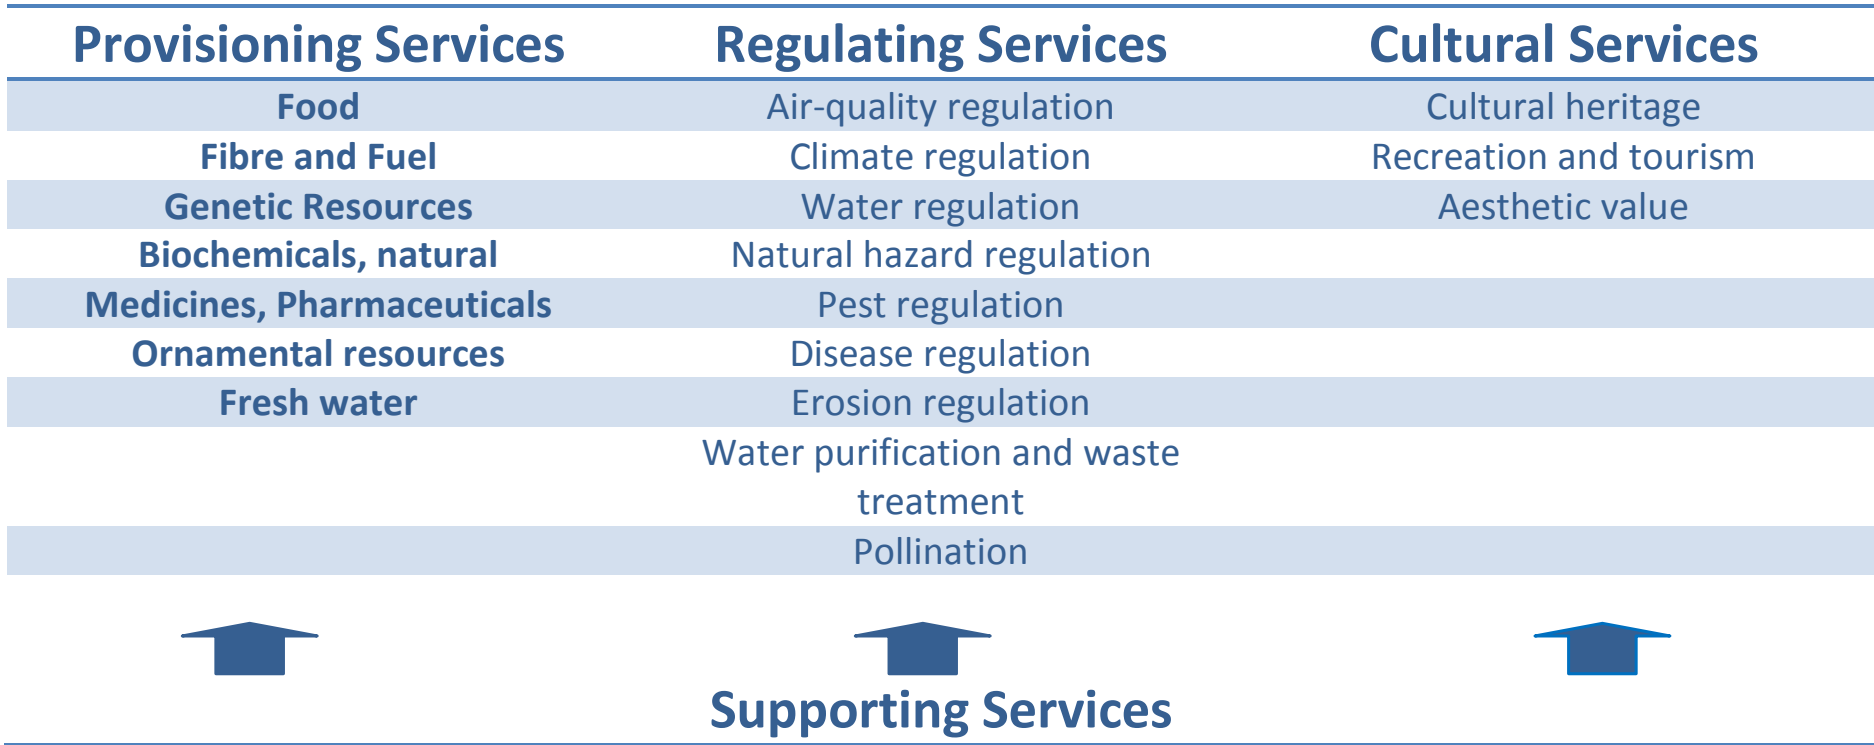 Provisioning Services Regulating Services Cultural Services
Food Air-quality regulation Cultural heritage
Fibre and Fuel Climate regulation Recreation and tourism
Genetic Resources Water regulation Aesthetic value
Biochemicals, natural Natural hazard regulation
Medicines, Pharmaceuticals Pest regulation
Ornamental resources Disease regulation
Fresh water Erosion regulation
Water purification and waste
treatment
Pollination
Supporting Services